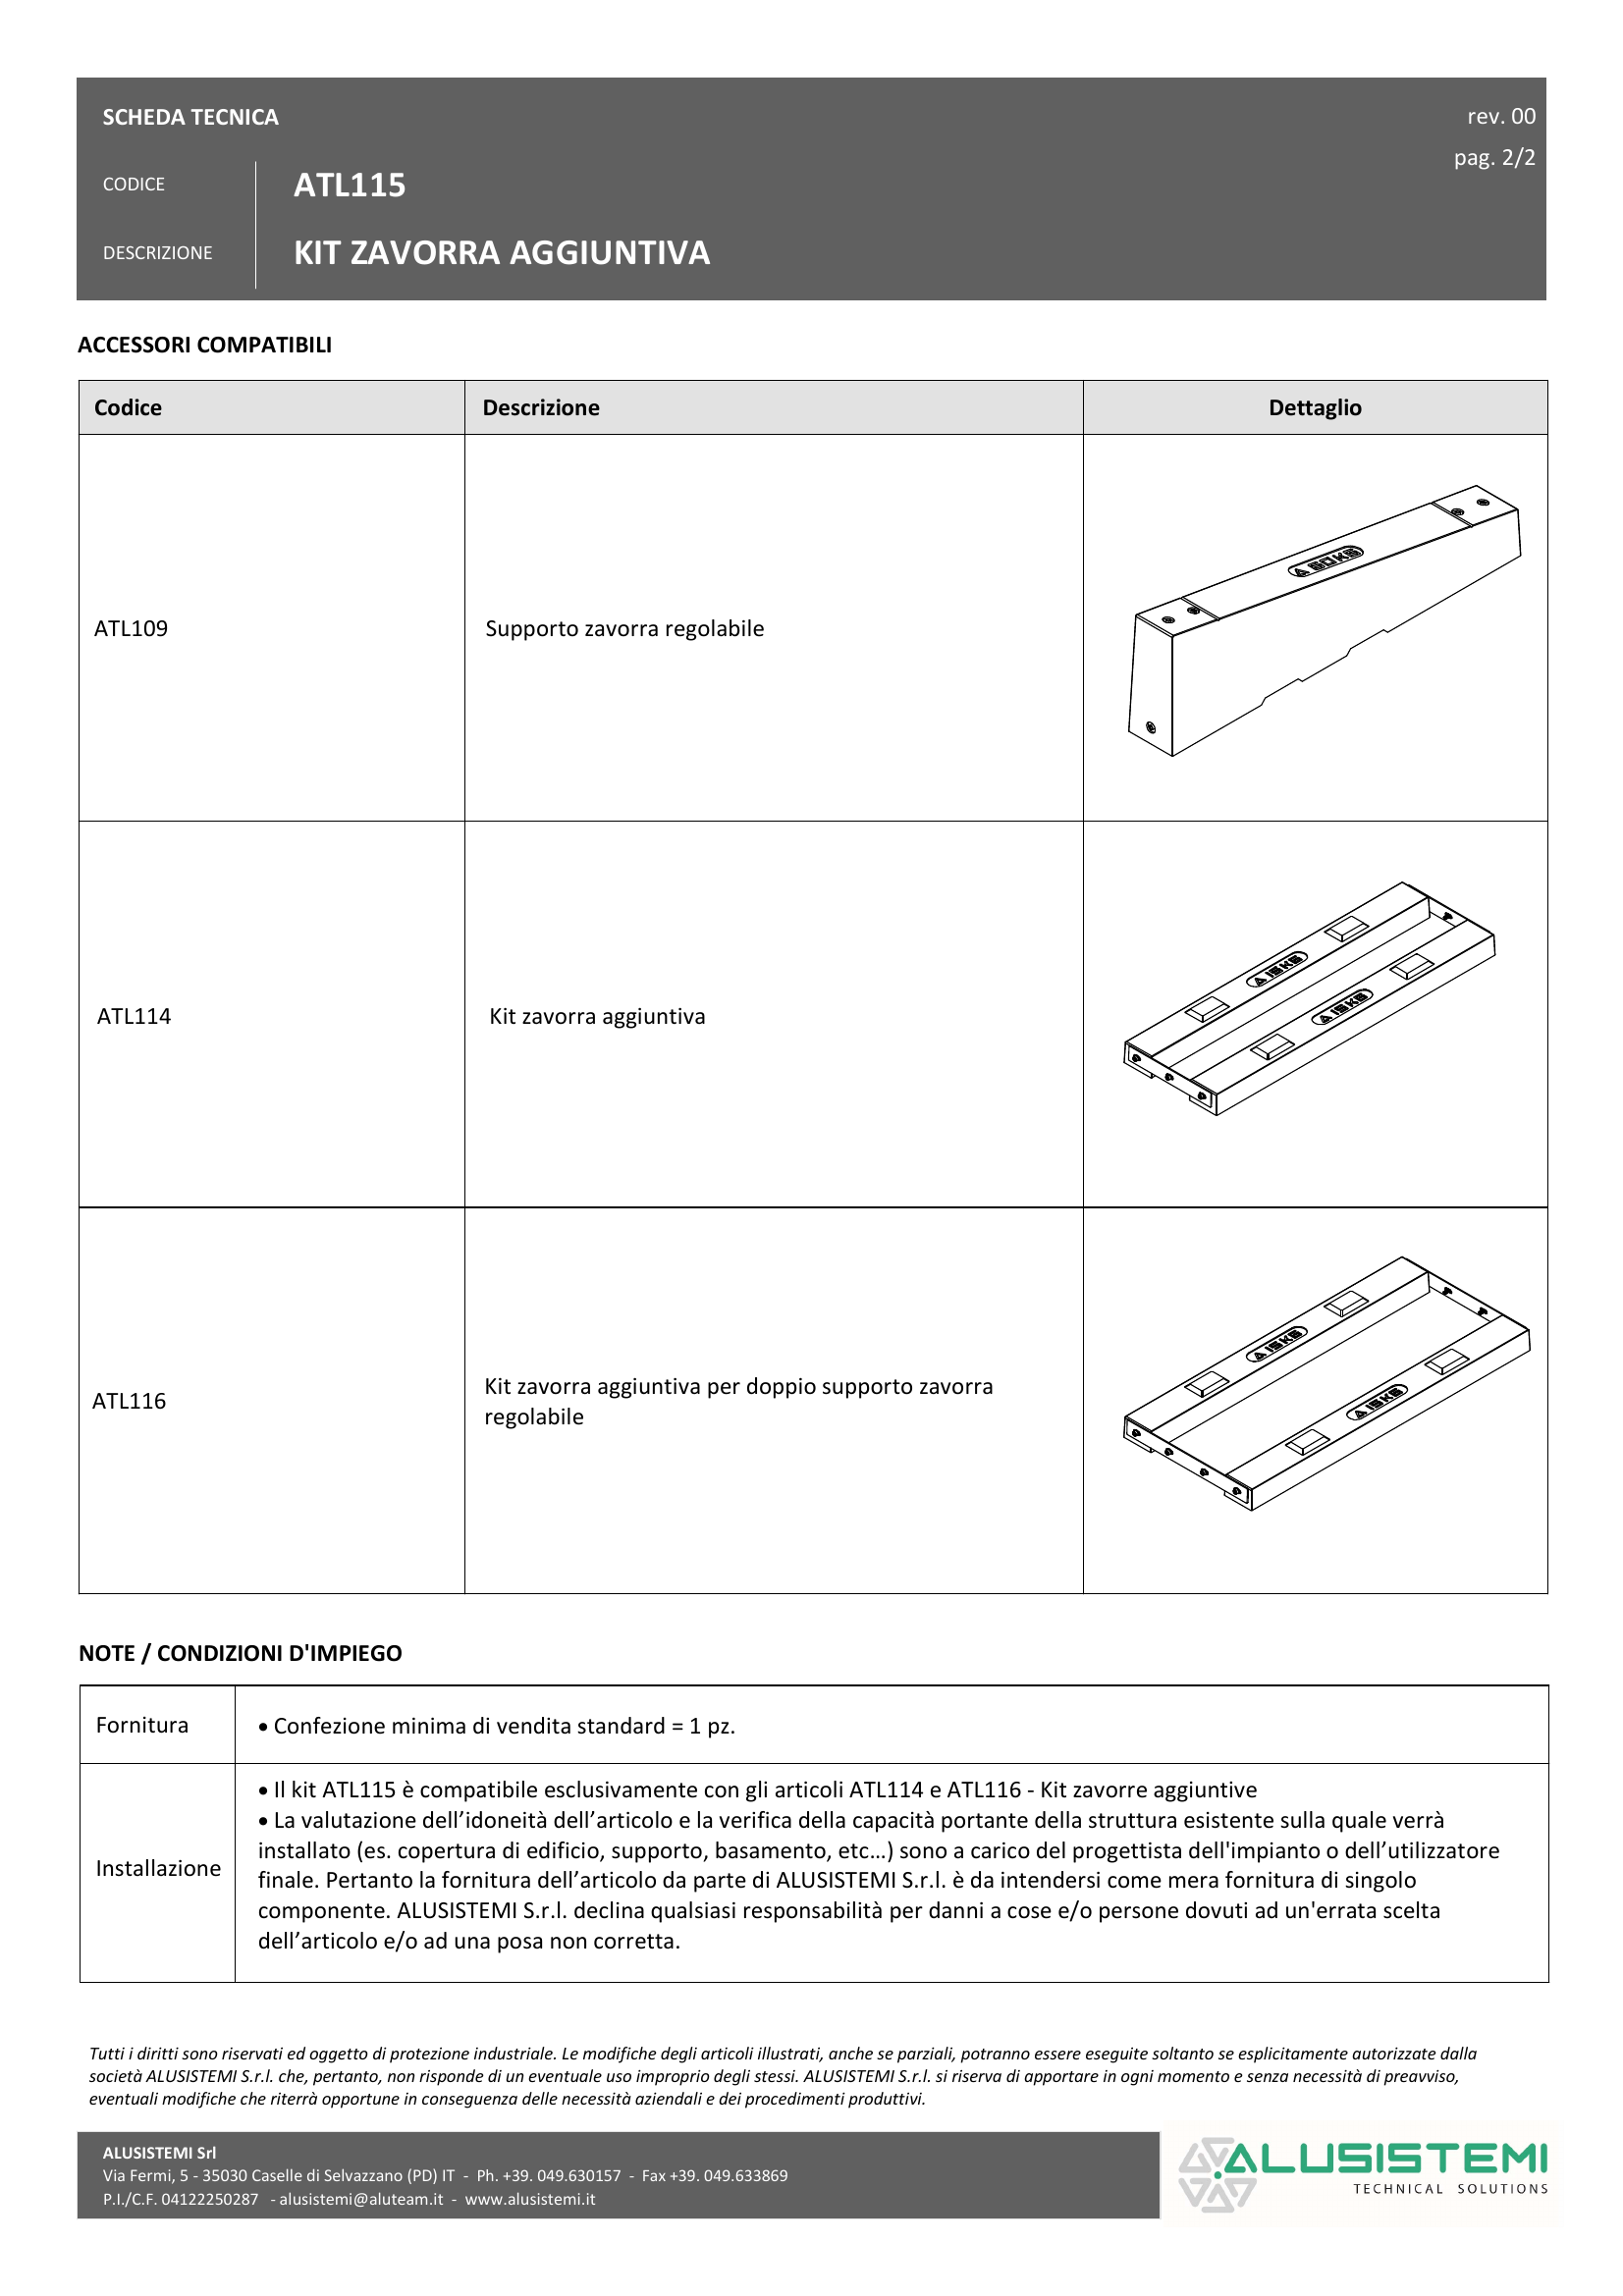 SCHEDA TECNICA
rev. 00
pag. 2/2
CODICE
ATL115
DESCRIZIONE
KIT ZAVORRA AGGIUNTIVA
ACCESSORI COMPATIBILI
Codice Descrizione Dettaglio
ATL109 Supporto zavorra regolabile
60KG
ATL114 Kit zavorra aggiuntiva
15KG
15KG
ATL116
Kit zavorra aggiuntiva per doppio supporto zavorra
regolabile
15KG
15KG
NOTE / CONDIZIONI D'IMPIEGO
Fornitura • Confezione minima di vendita standard = 1 pz.
Installazione
• Il kit ATL115 è compatibile esclusivamente con gli articoli ATL114 e ATL116 - Kit zavorre aggiuntive
• La valutazione dell’idoneità dell’articolo e la verifica della capacità portante della struttura esistente sulla quale verrà
installato (es. copertura di edificio, supporto, basamento, etc…) sono a carico del progettista dell'impianto o dell’utilizzatore
finale. Pertanto la fornitura dell’articolo da parte di ALUSISTEMI S.r.l. è da intendersi come mera fornitura di singolo
componente. ALUSISTEMI S.r.l. declina qualsiasi responsabilità per danni a cose e/o persone dovuti ad un'errata scelta
dell’articolo e/o ad una posa non corretta.
Tutti i diritti sono riservati ed oggetto di protezione industriale. Le modifiche degli articoli illustrati, anche se parziali, potranno essere eseguite soltanto se esplicitamente autorizzate dalla
società ALUSISTEMI S.r.l. che, pertanto, non risponde di un eventuale uso improprio degli stessi. ALUSISTEMI S.r.l. si riserva di apportare in ogni momento e senza necessità di preavviso,
eventuali modifiche che riterrà opportune in conseguenza delle necessità aziendali e dei procedimenti produttivi.
ALUSISTEMI Srl
Via Fermi, 5 - 35030 Caselle di Selvazzano (PD) IT - Ph. +39. 049.630157 - Fax +39. 049.633869
P.I./C.F. 04122250287 - alusistemi@aluteam.it - www.alusistemi.it
ALUSISTEMI
TECHNICAL SOLUTIONS